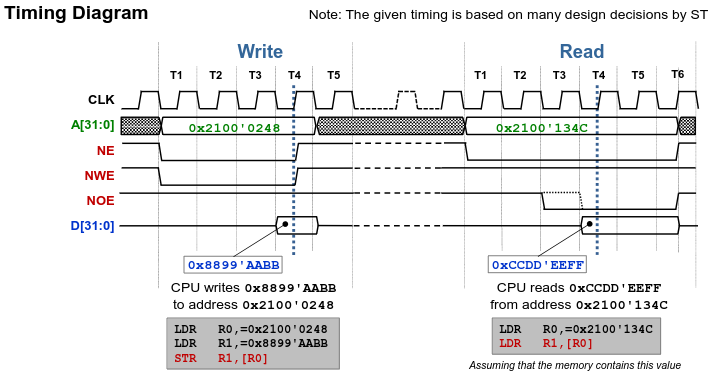 Timing Diagram
Note: The given timing is based on many design decisions by ST
Write Read
T1 T2 T3 T4 T5 T1 T2 T3 T4 T5 T6
CLK
A[31:0] 0x2100'0248 0x2100'134C
NE
NWE
NOE
D[31:0]
0x8899'AABB 0xCCDD'EEFF
CPU writes 0x8899'AABB CPU reads 0xCCDD'EEFF
to address 0x2100'0248 from address 0x2100'134C
LDR R0,=0x2100'0248 LDR R0,=0x2100'134C
LDR R1,=0x8899'AABB LDR R1,[R0]
STR R1,[R0]
Assuming that the memory contains this value